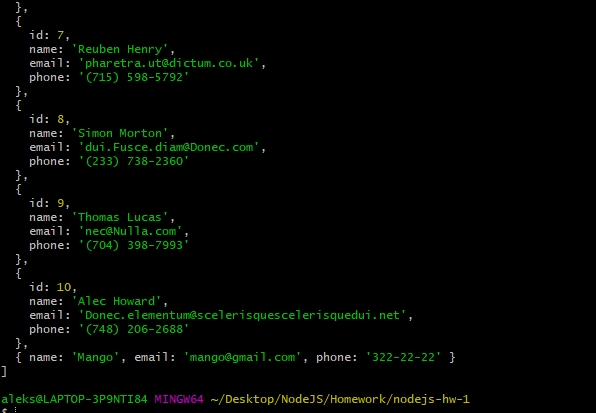 },
  {
    id: 7,
    name: 'Reuben Henry',
    email: 'pharetra.ut@dictum.co.uk',
    phone: '(715) 598-5792'
  },
  {
    id: 8,
    name: 'Simon Morton',
    email: 'dui.Fusce.diam@Donec.com',
    phone: '(233) 738-2360'
  },
  {
    id: 9,
    name: 'Thomas Lucas',
    email: 'nec@Nulla.com',
    phone: '(704) 398-7993'
  },
  {
    id: 10,
    name: 'Alec Howard',
    email: 'Donec.elementum@scelerisquescelerisquedui.net',
    phone: '(748) 206-2688'
  },
  { name: 'Mango', email: 'mango@gmail.com', phone: '322-22-22' }
]
aleks@LAPTOP-3P9NTI84 MINGW64 ~/Desktop/NodeJS/Homework/nodejs-hw-1
$